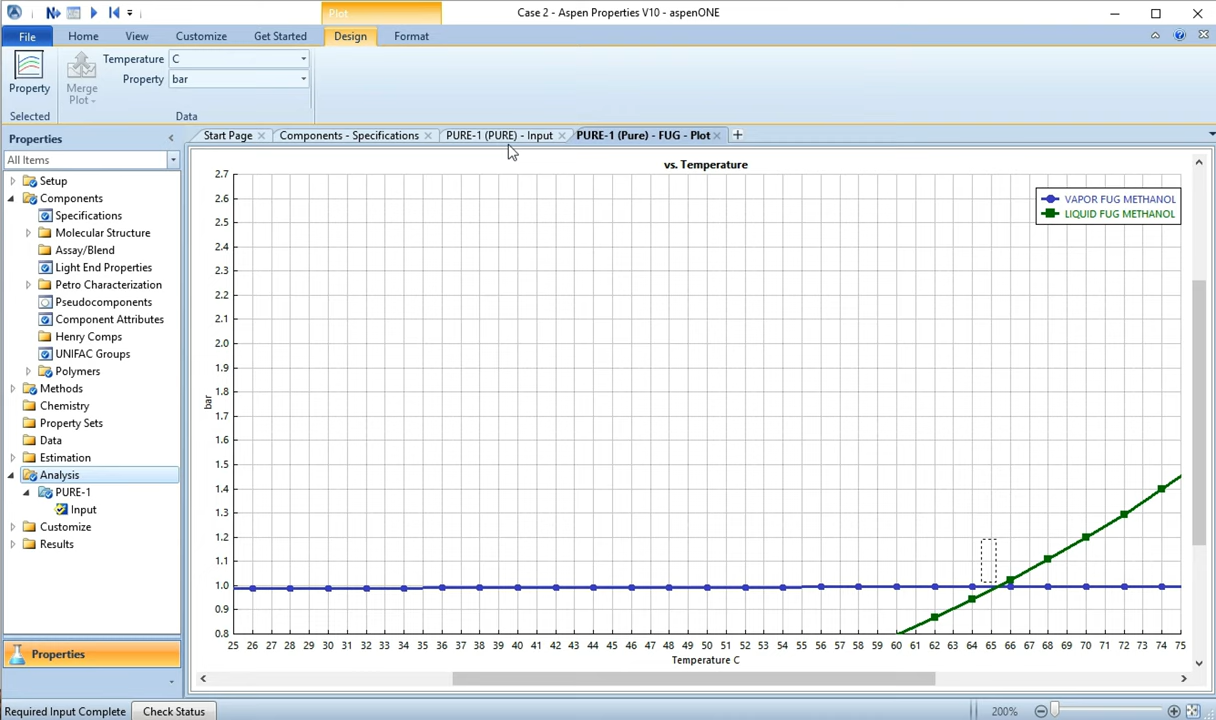 Plot
Case 2 - Aspen Properties V10 - aspenONE
File Home View Customize Get Started Design Format
Temperature C
Property bar
Property
Merge
Plot
Selected
Data
Properties
Start Page Components - Specifications PURE-1 (PURE) - Input PURE-1 (Pure) - FUG - Plot
All Items
Setup
Components
Specifications
Molecular Structure
Assay/Blend
Light End Properties
Petro Characterization
Pseudocomponents
Component Attributes
Henry Comps
UNIFAC Groups
Polymers
Methods
Chemistry
Property Sets
Data
Estimation
Analysis
PURE-1
Input
Customize
Results
Properties
vs. Temperature
VAPOR FUG METHANOL
LIQUID FUG METHANOL
2.7
2.6
2.5
2.4
2.3
2.2
2.1
2.0
1.9
1.8
1.7
1.6
1.5
1.4
1.3
1.2
1.1
1.0
0.9
0.8
bar
25 26 27 28 29 30 31 32 33 34 35 36 37 38 39 40 41 42 43 44 45 46 47 48 49 50 51 52 53 54 55 56 57 58 59 60 61 62 63 64 65 66 67 68 69 70 71 72 73 74 75
Temperature C
Required Input Complete Check Status 200%